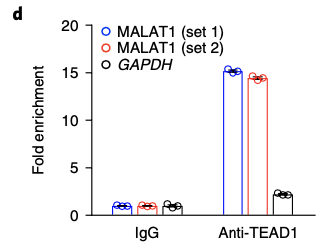 d
MALAT1 (set 1)
MALAT1 (set 2)
GAPDH
Fold enrichment
20
15
10
5
0
IgG
Anti-TEAD1